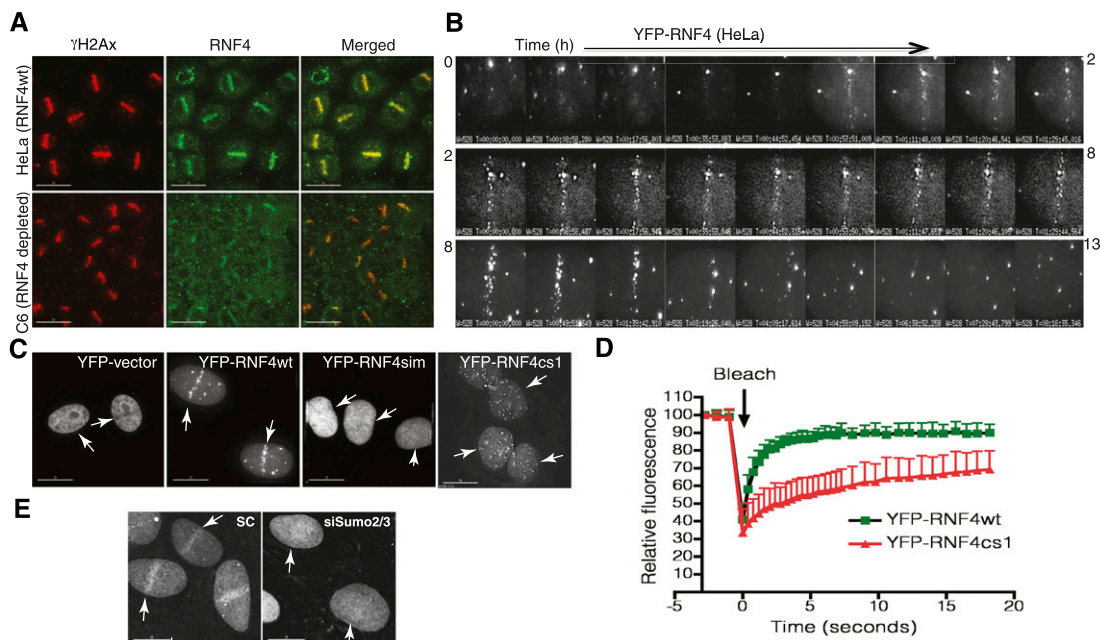 A
γH2Ax RNF4 Merged
HeLa (RNF4wt)
C6 (RNF4 depleted)
B
Time (h) YFP-RNF4 (HeLa)
0 2
2 8
8 13
C
YFP-vector YFP-RNF4wt YFP-RNF4sim YFP-RNF4cs1
D
Bleach
Relative fluorescence
110
100
90
80
70
60
50
40
30
20
10
YFP-RNF4wt
YFP-RNF4cs1
-5 0 5 10 15 20
Time (seconds)
E
SC siSumo2/3